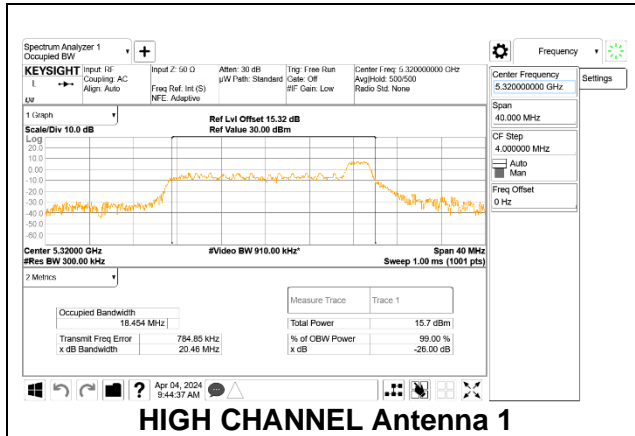 Spectrum Analyzer 1
Occupied BW
Frequency
KEYSIGHT
Input: RF
Coupling: AC
Align: Auto
Input Z: 50 Ω
Freq Ref: Int (S)
NFE: Adaptive
Atten: 30 dB
µW Path: Standard
Trig: Free Run
Gate: Off
#IF Gain: Low
Center Freq: 5.320000000 GHz
Avg|Hold: 500/500
Radio Std: None
Center Frequency
5.320000000 GHz
Settings
Span
40.000 MHz
CF Step
4.000000 MHz
Auto
Man
Freq Offset
0 Hz
1 Graph
Scale/Div 10.0 dB
Ref Lvl Offset 15.32 dB
Ref Value 30.00 dBm
Log
20.0
10.0
0.00
-10.0
-20.0
-30.0
-40.0
-50.0
-60.0
Center 5.32000 GHz
#Res BW 300.00 kHz
#Video BW 910.00 kHz*
Span 40 MHz
Sweep 1.00 ms (1001 pts)
2 Metrics
Measure Trace Trace 1
Occupied Bandwidth
18.454 MHz
Total Power 15.7 dBm
Transmit Freq Error 784.85 kHz
% of OBW Power 99.00 %
x dB Bandwidth 20.46 MHz
x dB -26.00 dB
Apr 04, 2024
9:44:37 AM
HIGH CHANNEL Antenna 1